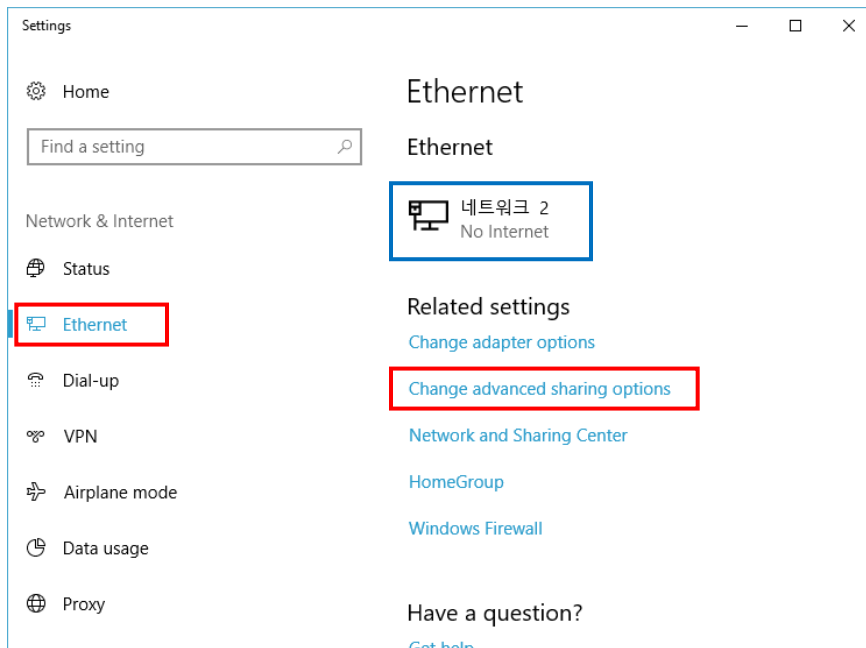 Settings
Home
Find a setting
Network & Internet
Status
Ethernet
Dial-up
VPN
Airplane mode
Data usage
Proxy
Ethernet
Ethernet
네트워크 2
No Internet
Related settings
Change adapter options
Change advanced sharing options
Network and Sharing Center
HomeGroup
Windows Firewall
Have a question?
Get help